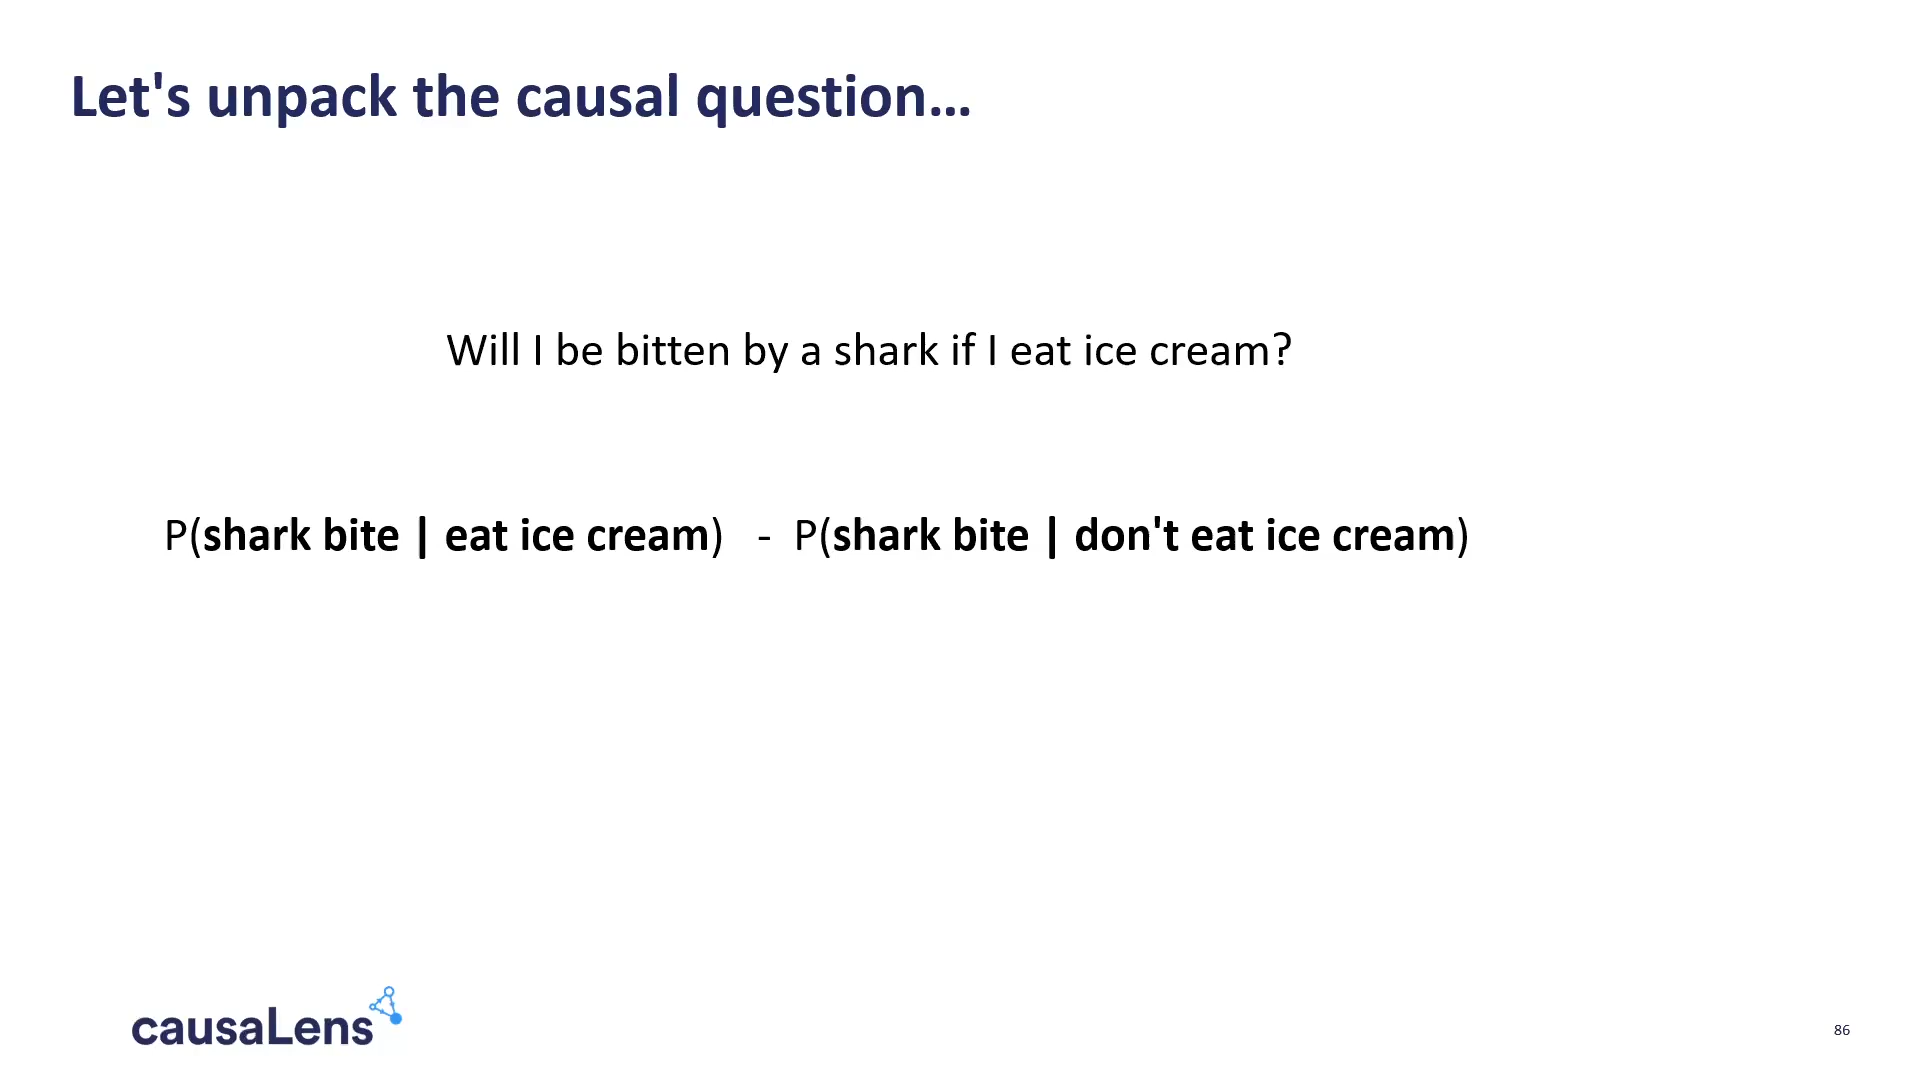 Let's unpack the causal question…
Will I be bitten by a shark if I eat ice cream?
P(shark bite | eat ice cream) - P(shark bite | don't eat ice cream)
causaLens
86